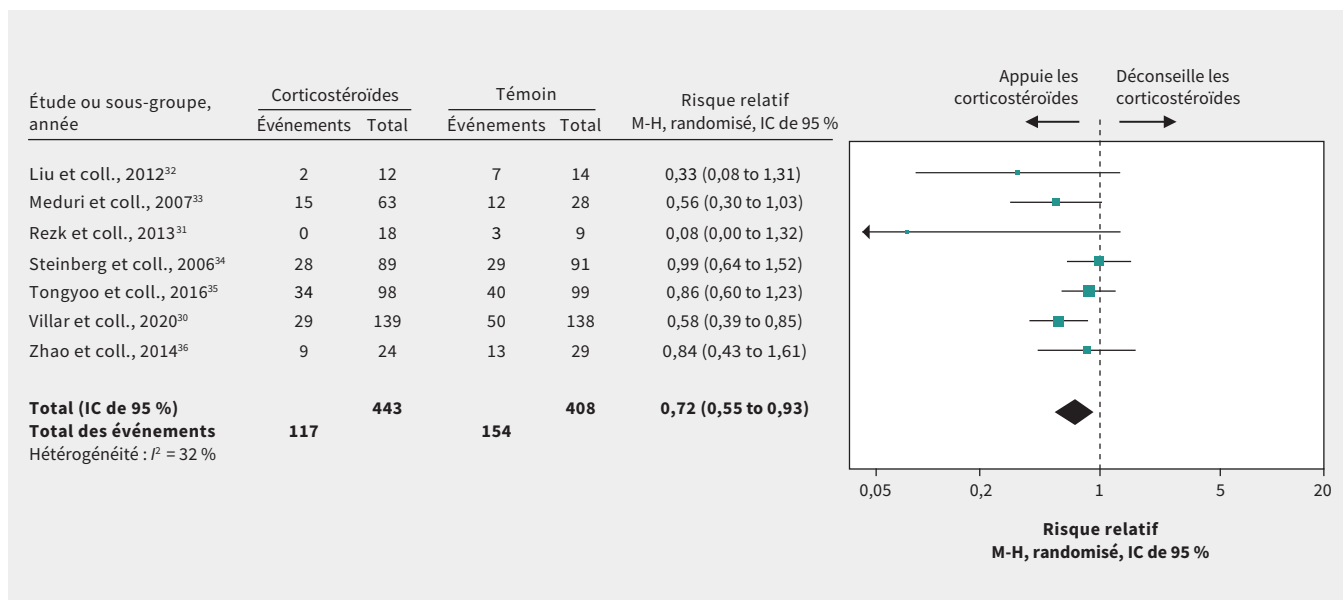 Étude ou sous-groupe, année Corticostéroïdes Témoin Risque relatif M-H, randomisé, IC de 95 %
Événements Total Événements Total
Liu et coll., 2012³² 2 12 7 14 0,33 (0,08 to 1,31)
Meduri et coll., 2007³³ 15 63 12 28 0,56 (0,30 to 1,03)
Rezk et coll., 2013³¹ 0 18 3 9 0,08 (0,00 to 1,32)
Steinberg et coll., 2006³⁴ 28 89 29 91 0,99 (0,64 to 1,52)
Tongyoo et coll., 2016³⁵ 34 98 40 99 0,86 (0,60 to 1,23)
Villar et coll., 2020³⁰ 29 139 50 138 0,58 (0,39 to 0,85)
Zhao et coll., 2014³⁶ 9 24 13 29 0,84 (0,43 to 1,61)
Total (IC de 95 %) 443 408 0,72 (0,55 to 0,93)
Total des événements 117 154
Hétérogénéité : I² = 32 %
Appuie les
corticostéroïdes
Déconseille les
corticostéroïdes
0,05 0,2 1 5 20
Risque relatif
M-H, randomisé, IC de 95 %